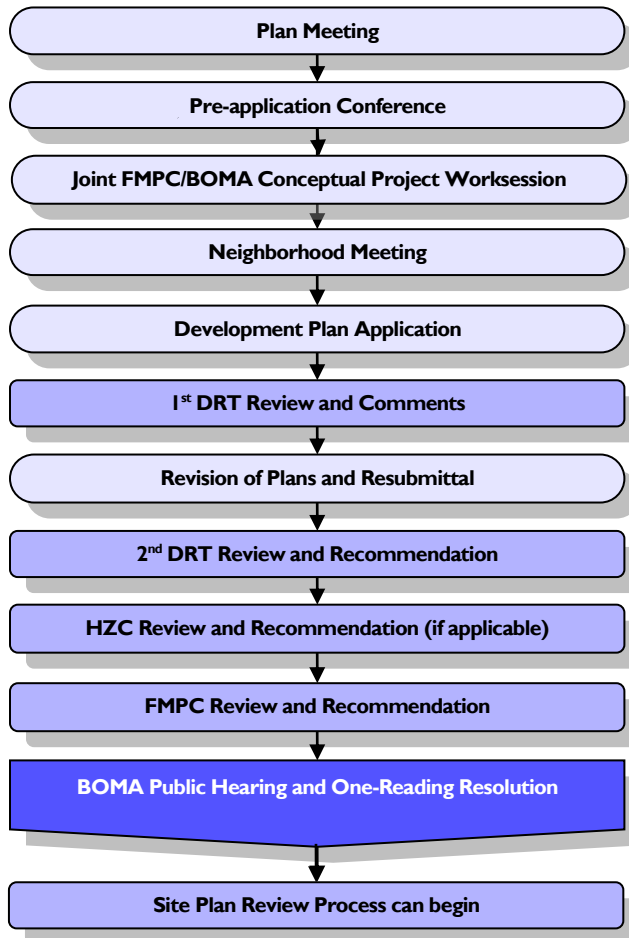 Plan Meeting
Pre-application Conference
Joint FMPC/BOMA Conceptual Project Worksession
Neighborhood Meeting
Development Plan Application
1st DRT Review and Comments
Revision of Plans and Resubmittal
2nd DRT Review and Recommendation
HZC Review and Recommendation (if applicable)
FMPC Review and Recommendation
BOMA Public Hearing and One-Reading Resolution
Site Plan Review Process can begin